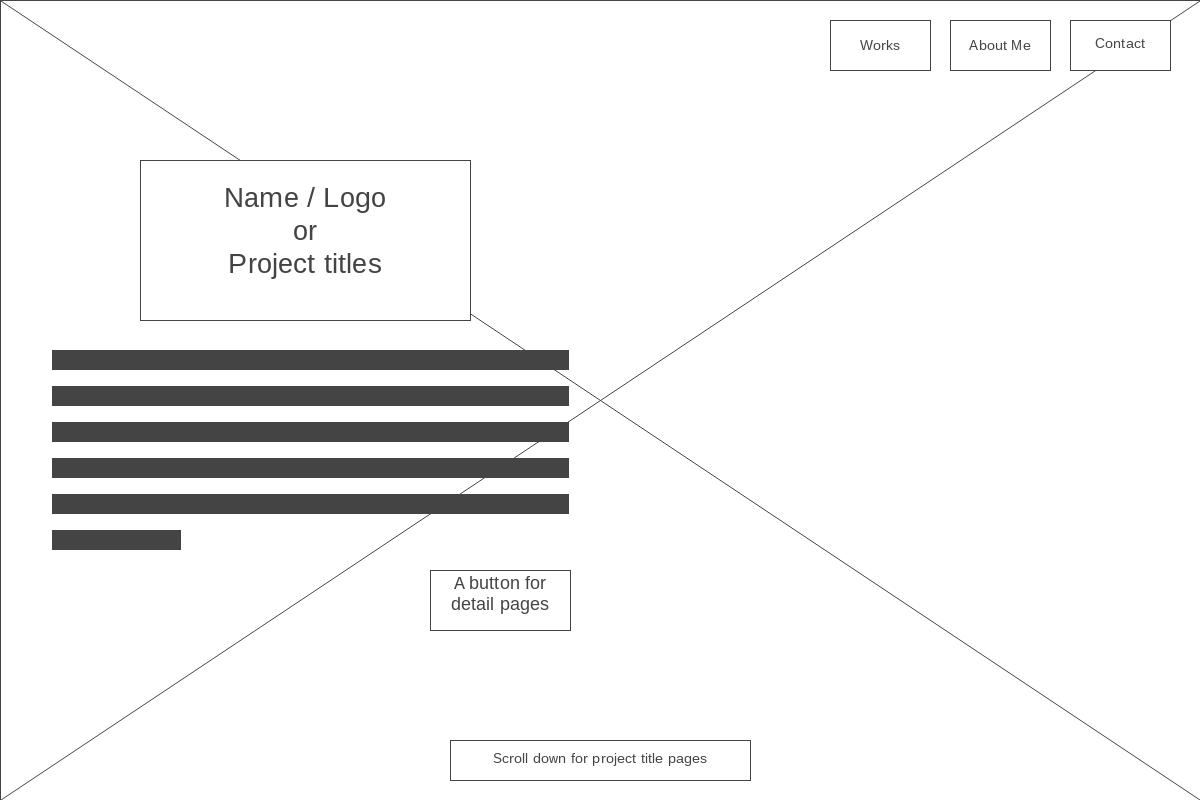 Works
About Me
Contact
Name / Logo
or
Project titles
A button for
detail pages
Scroll down for project title pages